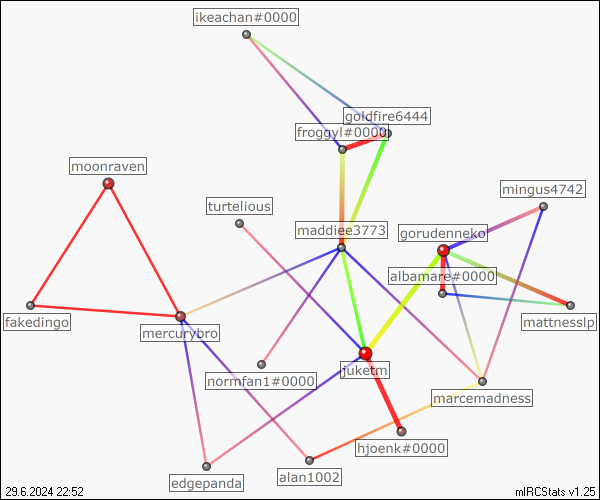 ikeachan#0000
goldfire6444
froggyl#0000
moonraven
mingus4742
turtelious
maddiee3773
gorudenneko
albamare#0000
fakedingo
mercurybro
mattnesslp
juketm
normfan1#0000
marcemadness
hjoenk#0000
edgepanda
alan1002
29.6.2024 22:52
mIRCStats v1.25